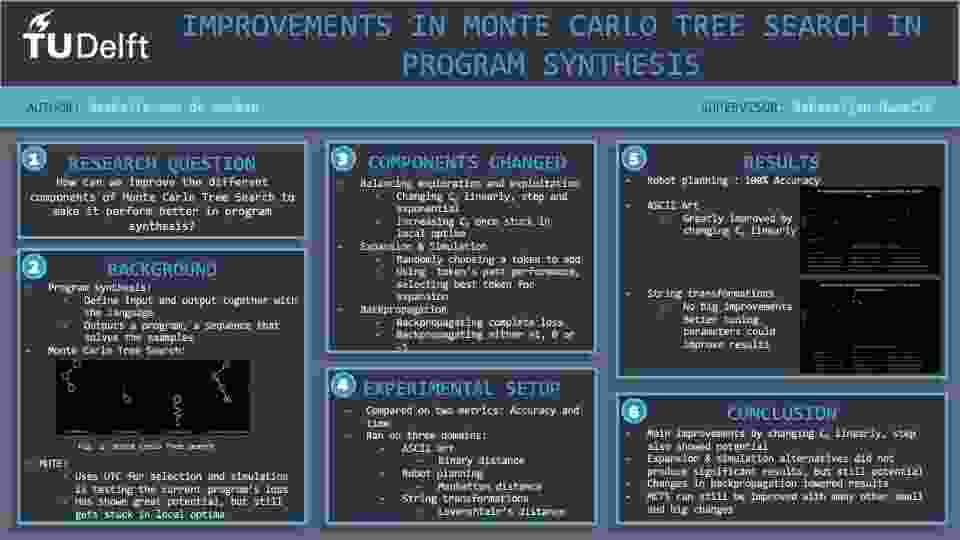 TUDelft
IMPROVEMENTS IN MONTE CARLO TREE SEARCH IN
PROGRAM SYNTHESIS
AUTHOR:
SUPERVISOR:
1 RESEARCH QUESTION
How can we improve the different
components of Monte Carlo Tree Search to
make it perform better in program
synthesis?
2 BACKGROUND
- Program synthesis:
Define input and output together with
the language
Outputs a program, a sequence that
solves the examples
- Monte Carlo Tree Search:
Fig. 1. Monte Carlo Tree Search
- NOTE:
Uses UTC for selection and simulation
is testing the current program's loss
Has shown great potential, but still
gets stuck in local optima
3 COMPONENTS CHANGED
- Balancing exploration and exploitation
Changing C, linearly, step and
exponential
Increasing C, once stuck in
local optima
- Expansion & Simulation
Randomly choosing a token to add
Using token's past performance,
selecting best token for
expansion
- Backpropagation
Backpropagating complete loss
Backpropagating either +1, 0 or
-1
4 EXPERIMENTAL SETUP
- Compared on two metrics: Accuracy and
time
- Ran on three domains:
ASCII art
- Binary distance
Robot planning
- Manhattan distance
String transformations
- Levenshtein's distance
5 RESULTS
- Robot planning : 100% Accuracy
- ASCII Art
Greatly improved by
changing C, linearly
- String transformations
No big improvements
Better tuning
parameters could
improve results
6 CONCLUSION
- Main improvements by changing C, linearly, step
also showed potential
- Expansion & simulation alternatives did not
produce significant results, but still potential
- Changes in backpropagation lowered results
- MCTS can still be improved with many other small
and big changes